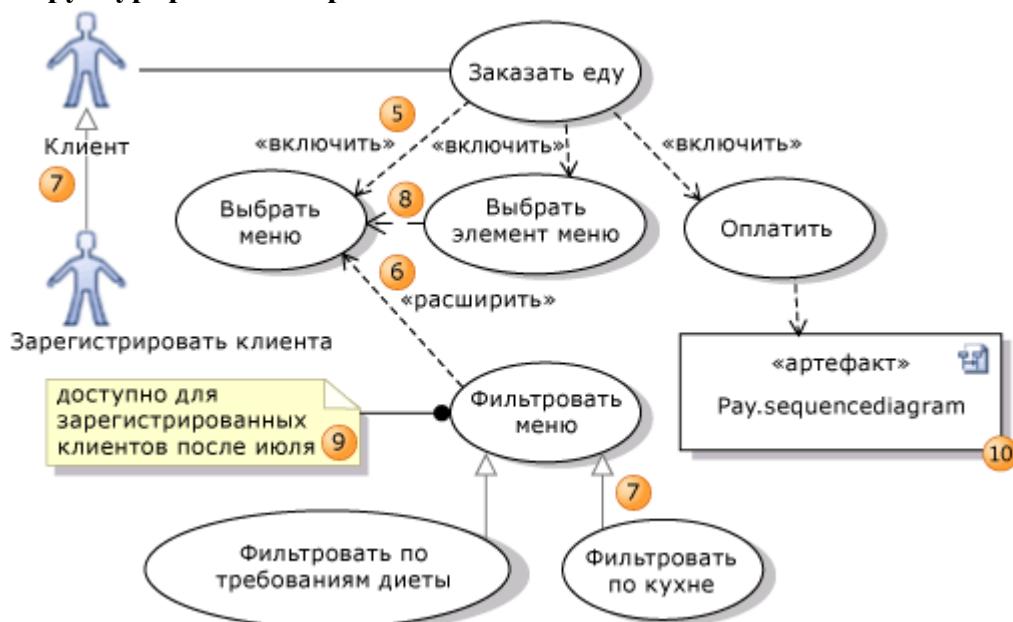 Заказать еду
5
Клиент
«включить»
«включить»
«включить»
7
8
Выбрать
меню
Выбрать
элемент меню
Оплатить
6
«расширить»
Зарегистрировать клиента
«артефакт»
Pay.sequencediagram
10
доступно для
зарегистрированных
клиентов после июля
9
Фильтровать
меню
7
Фильтровать по
требованиям диеты
Фильтровать
по кухне